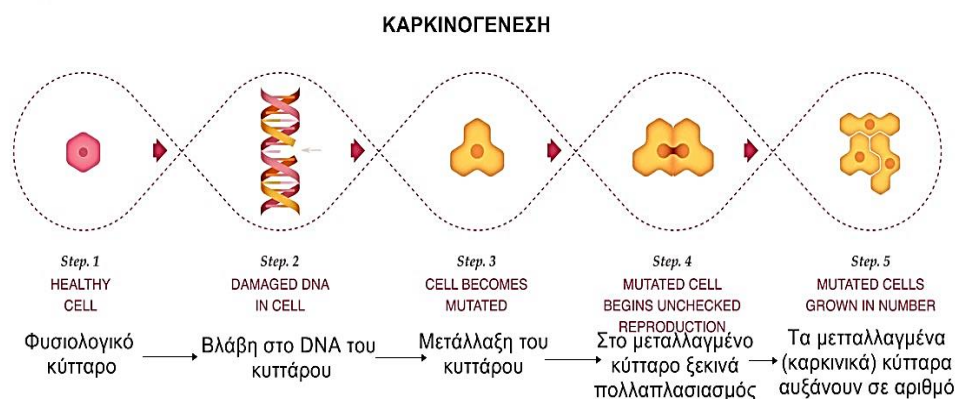 ΚΑΡΚΙΝΟΓΕΝΕΣΗ
Step. 1
HEALTHY
CELL
Φυσιολογικό
κύτταρο
Step. 2
DAMAGED DNA
IN CELL
Βλάβη στο DNA του
κυττάρου
Step. 3
CELL BECOMES
MUTATED
Μετάλλαξη του
κυττάρου
Step. 4
MUTATED CELL
BEGINS UNCHECKED
REPRODUCTION
Στο μεταλλαγμένο
κύτταρο ξεκινά
πολλαπλασιασμός
Step. 5
MUTATED CELLS
GROWN IN NUMBER
Τα μετταλλαγμένα
(καρκινικά) κύτταρα
αυξάνουν σε αριθμό